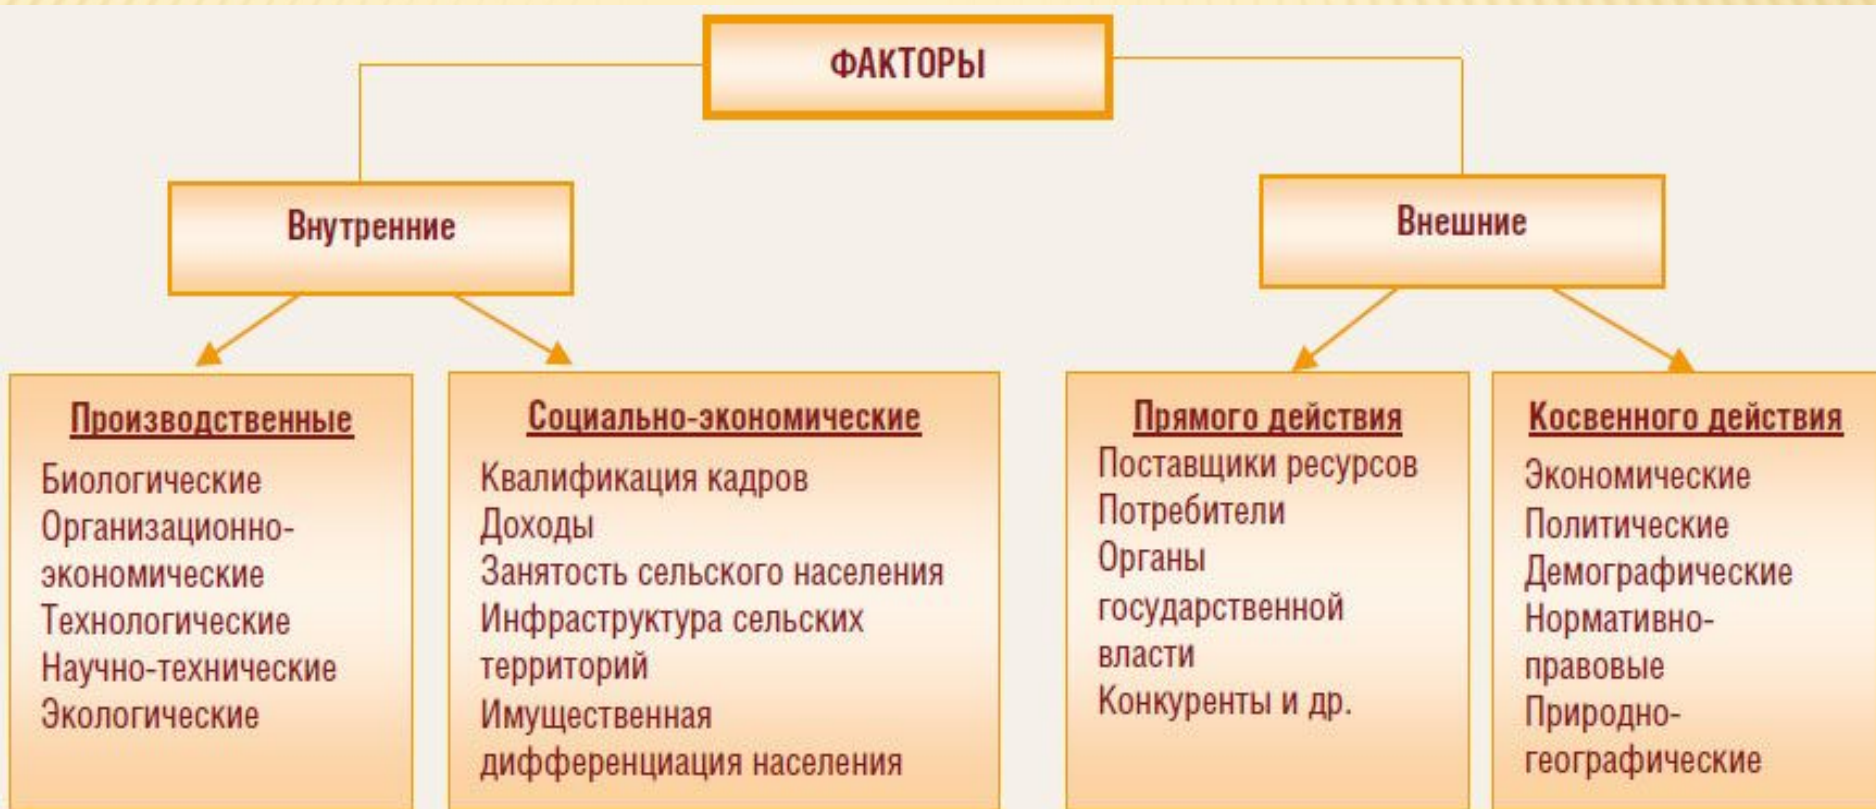 ФАКТОРЫ
Внутренние
Внешние
Производственные
Биологические
Организационно-
экономические
Технологические
Научно-технические
Экологические
Социально-экономические
Квалификация кадров
Доходы
Занятость сельского населения
Инфраструктура сельских
территорий
Имущественная
дифференциация населения
Прямого действия
Поставщики ресурсов
Потребители
Органы
государственной
власти
Конкуренты и др.
Косвенного действия
Экономические
Политические
Демографические
Нормативно-
правовые
Природно-
географические